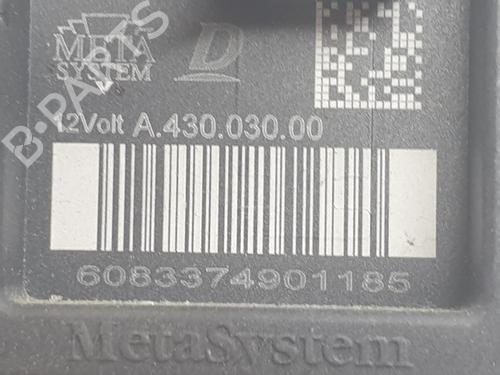 META
SYSTEM
D
B-PARTS
12Volt A.430.030.00
6083374901185
MetaSystem